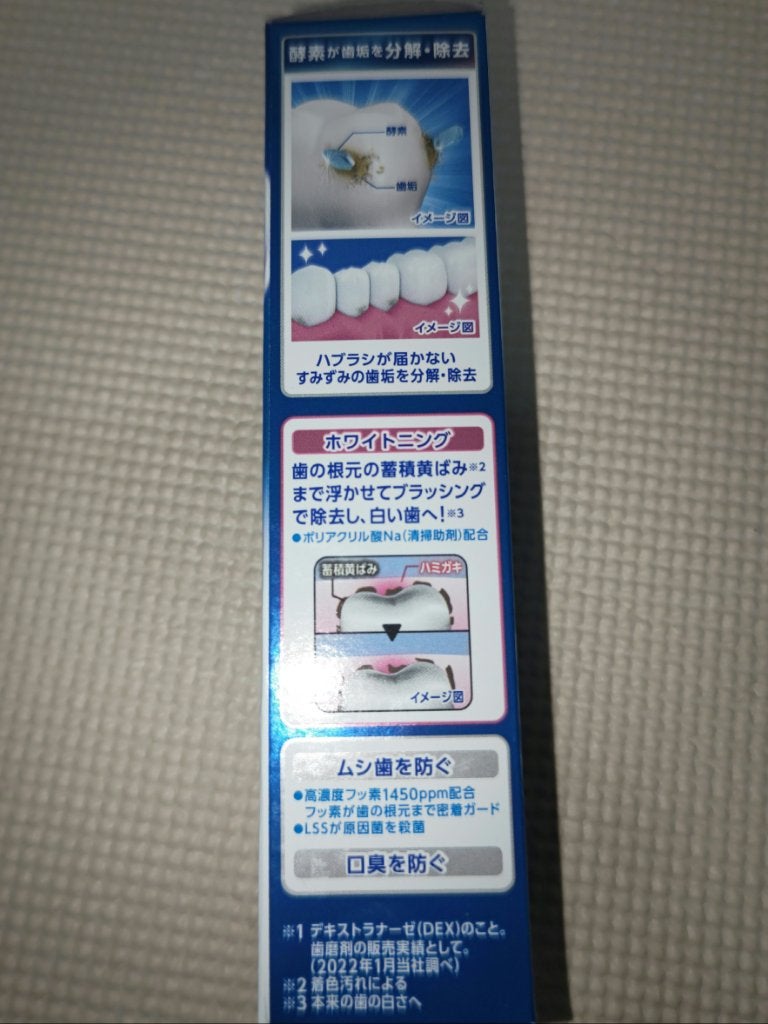 酵素が歯垢を分解・除去
酵素
歯垢
イメージ図
イメージ図
ハブラシが届かない
すみずみの歯垢を分解・除去
ホワイトニング
歯の根元の蓄積黄ばみ※2
まで浮かせてブラッシング
で除去し、白い歯へ!※3
●ポリアクリル酸Na(清掃助剤)配合
蓄積黄ばみ
ハミガキ
イメージ図
ムシ歯を防ぐ
●高濃度フッ素1450ppm配合
フッ素が歯の根元まで密着ガード
●LSSが原因菌を殺菌
口臭を防ぐ
※1 デキストラナーゼ(DEX)のこと。
歯磨剤の販売実績として。
(2022年1月当社調べ)
※2 着色汚れによる
※3 本来の歯の白さへ